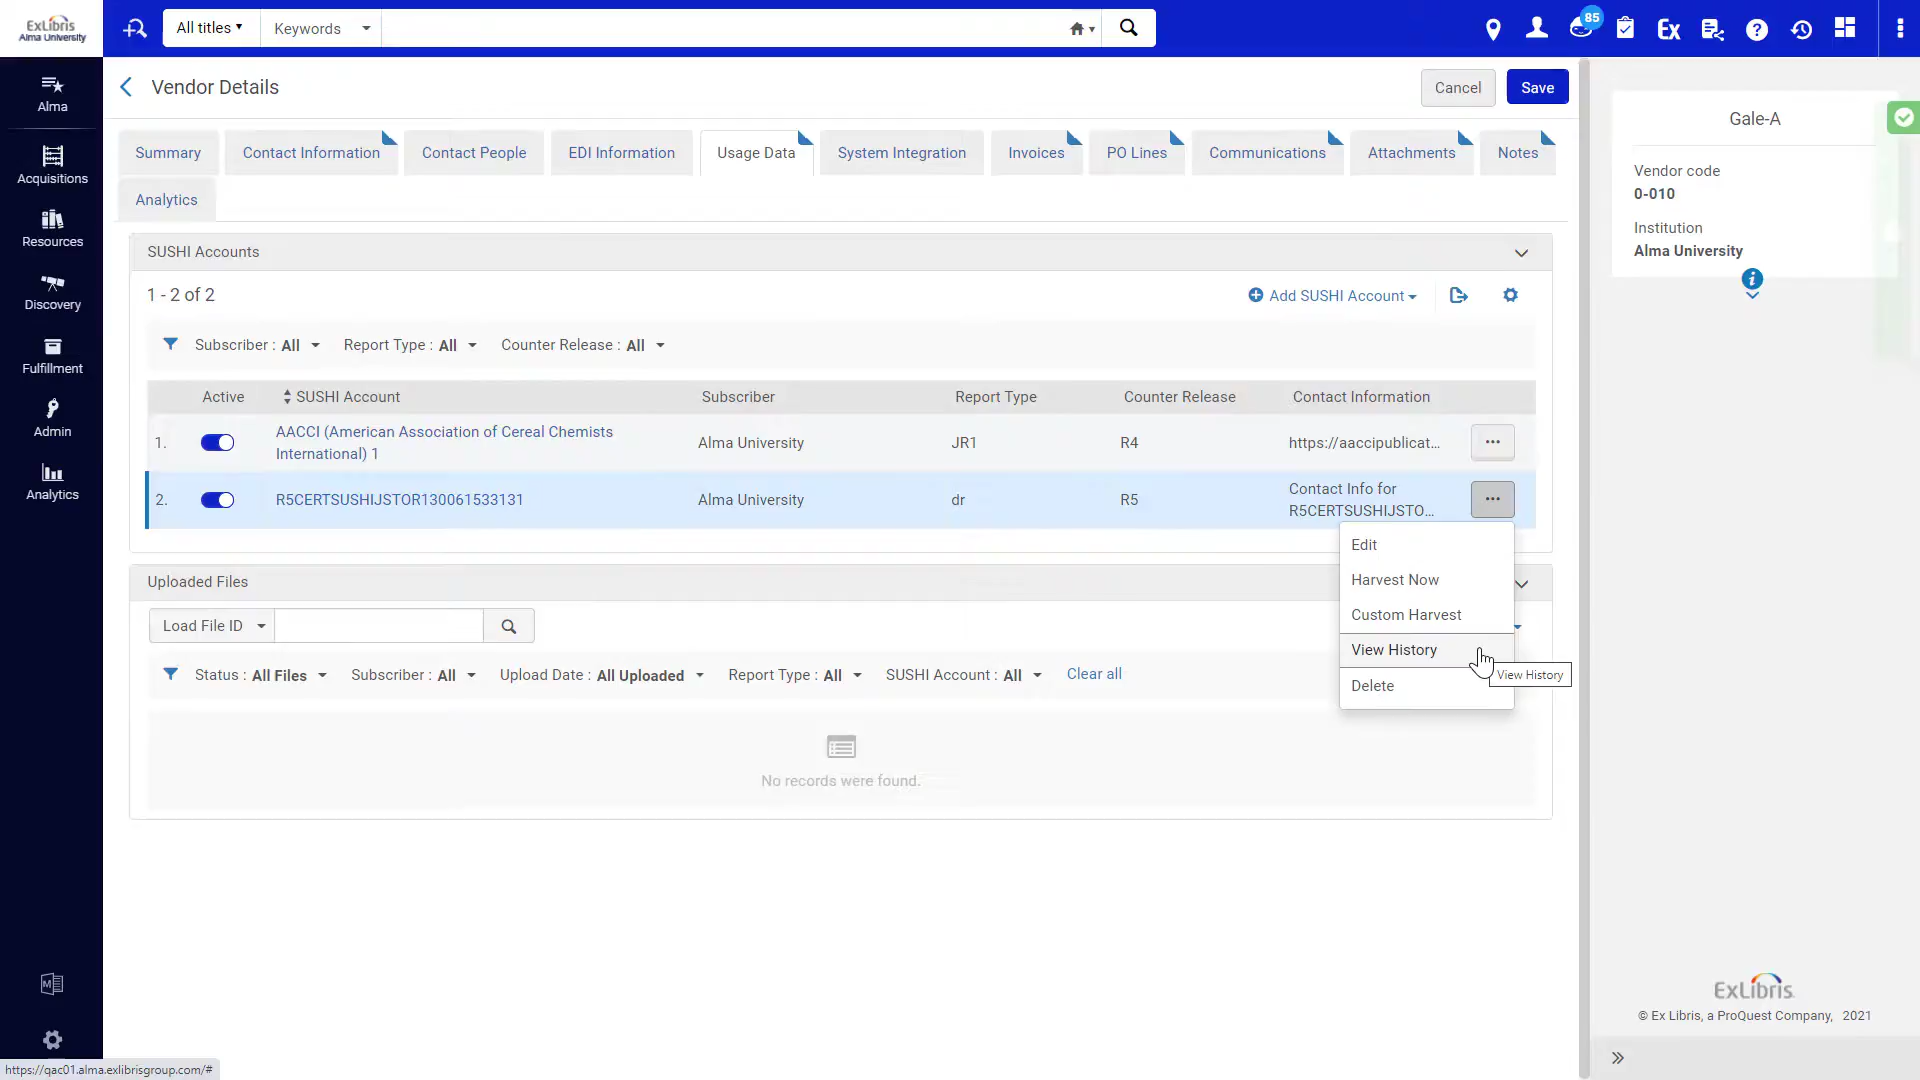 ExLibris
Alma University
All titles
Keywords
85
Ex
Alma
Acquisitions
Resources
Discovery
Fulfillment
Admin
Analytics
Vendor Details
Cancel
Save
Summary
Contact Information
Contact People
EDI Information
Usage Data
System Integration
Invoices
PO Lines
Communications
Attachments
Notes
Analytics
SUSHI Accounts
1 - 2 of 2
Add SUSHI Account
Subsciber : All
Report Type : All
Counter Release : All
Active
SUSHI Account
Subscriber
Report Type
Counter Release
Contact Information
1.
AACCI (American Association of Cereal Chemists
International) 1
Alma University
JR1
R4
https://aaccipublicat...
2.
R5CERTSUSHIJSTOR130061533131
Alma University
dr
R5
Contact Info for
R5CERTSUSHIJSTO...
Edit
Harvest Now
Custom Harvest
View History
Delete
View History
Uploaded Files
Load File ID
Status : All Files
Subscriber : All
Upload Date : All Uploaded
Report Type : All
SUSHI Account : All
Clear all
No records were found.
Gale-A
Vendor code
0-010
Institution
Alma University
ExLibris
© Ex Libris, a ProQuest Company, 2021
https://qac01.alma.exlibrisgroup.com/#